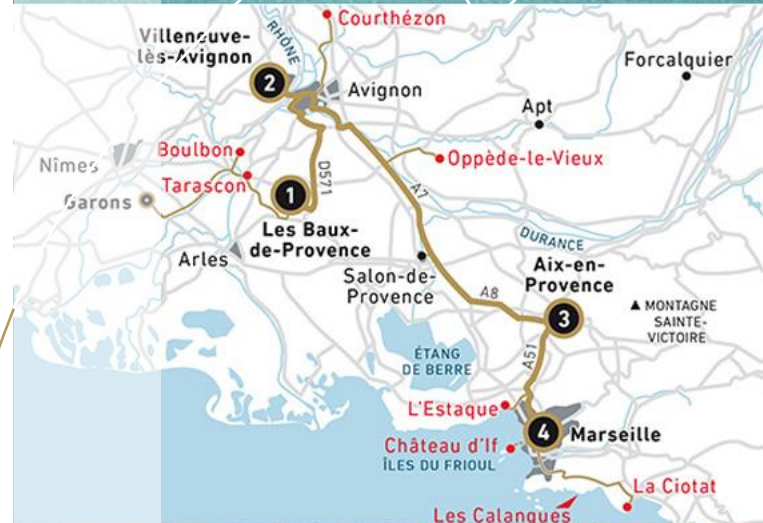 Courthézon
Villeneuve-
lès-Avignon
RHÔNE
Forcalquier
2
Avignon
Apt
Nîmes
Boulbon
Oppède-le-Vieux
Tarascon
1
D571
A7
Garons
Les Baux-
de-Provence
DURANCE
Arles
Salon-de-
Provence
Aix-en-
Provence
A8
3
▲ MONTAGNE
SAINTE-
VICTOIRE
ÉTANG
DE BERRE
A51
L'Estaque
4
Marseille
Château d'If
ÎLES DU FRIOUL
La Ciotat
Les Calanques